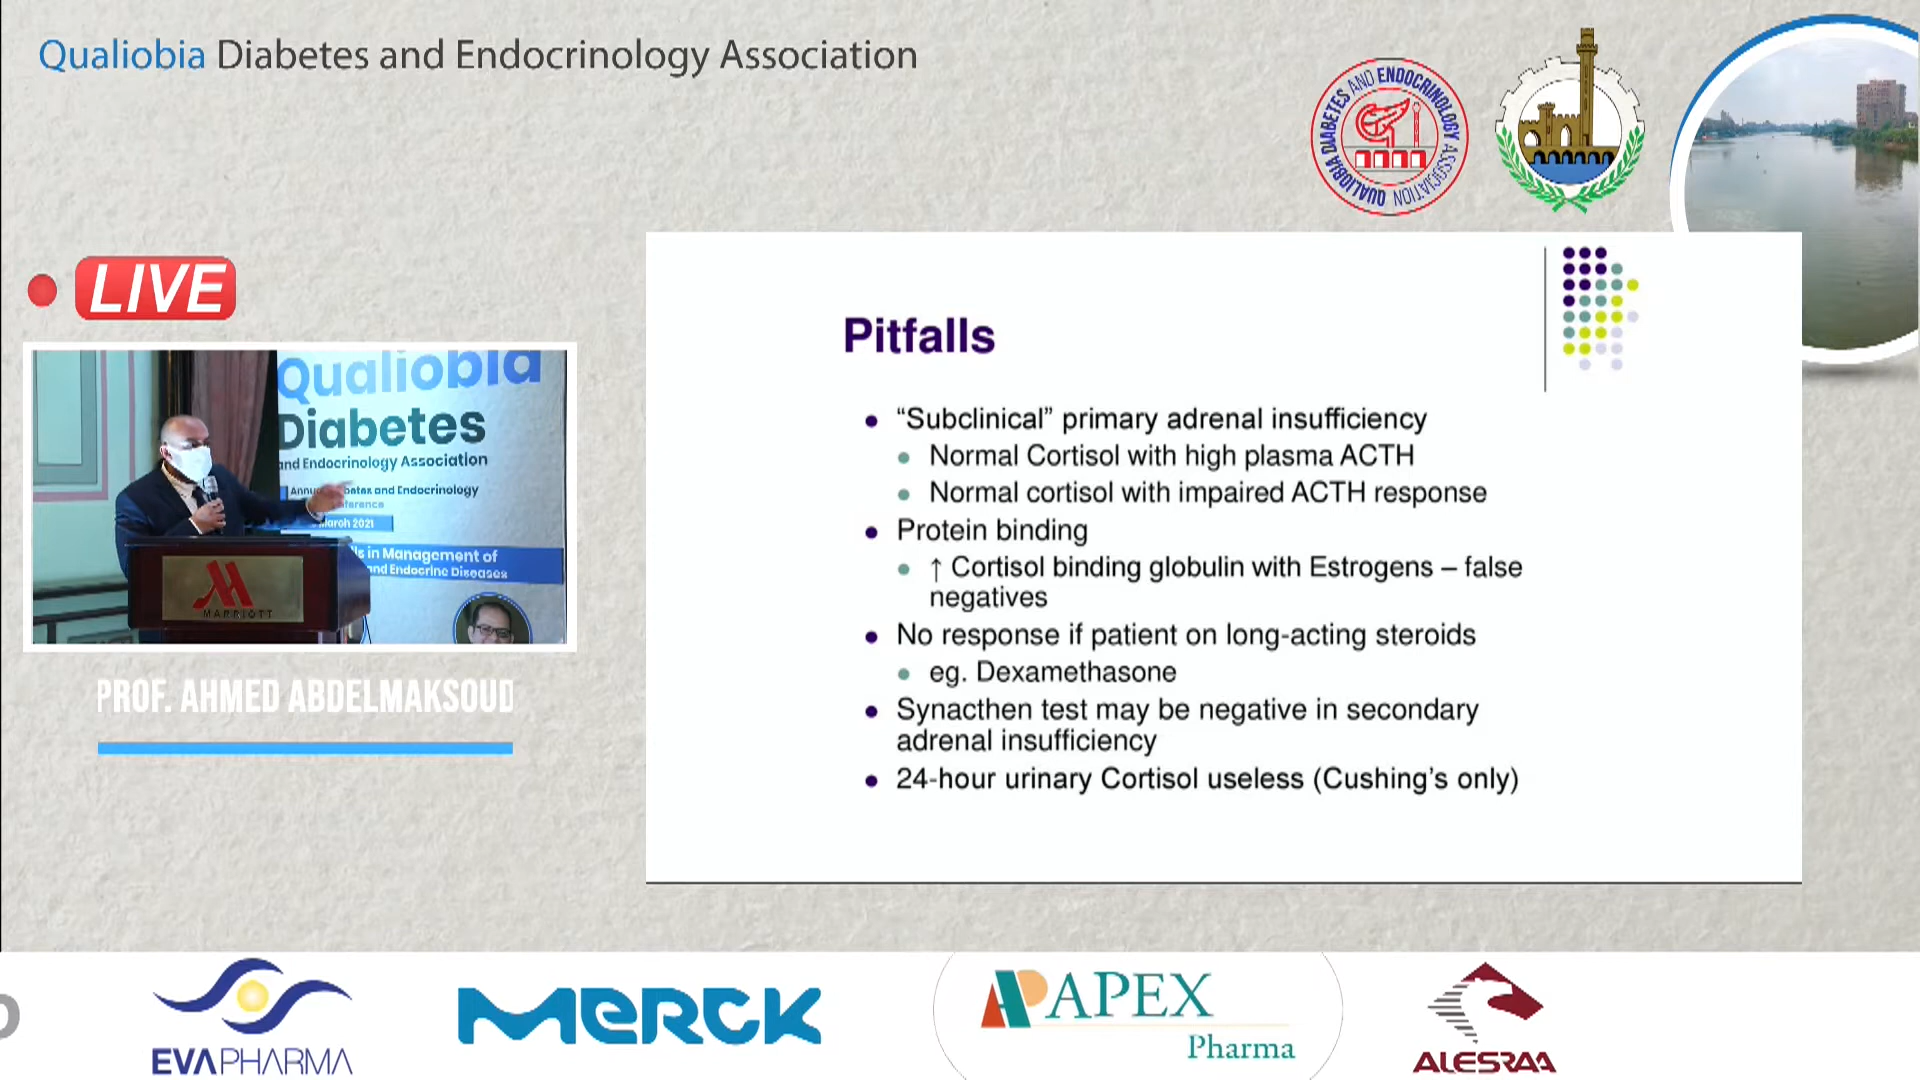 Qualiobia Diabetes and Endocrinology Association
QUALIOBIA DIABETES AND ENDOCRINOLOGY ASSOCIATION
LIVE
Qualiobia
Diabetes
and Endocrinology Association
and Endocrinology
March 2021
in Management of
and Endocrine Diseases
MARRIOTT
PROF. AHMED ABDELMAKSOUD
Pitfalls
“Subclinical” primary adrenal insufficiency
Normal Cortisol with high plasma ACTH
Normal cortisol with impaired ACTH response
Protein binding
↑ Cortisol binding globulin with Estrogens – false
negatives
No response if patient on long-acting steroids
eg. Dexamethasone
Synacthen test may be negative in secondary
adrenal insufficiency
24-hour urinary Cortisol useless (Cushing’s only)
EVAPHARMA
MERCK
APEX
Pharma
ALESRAA